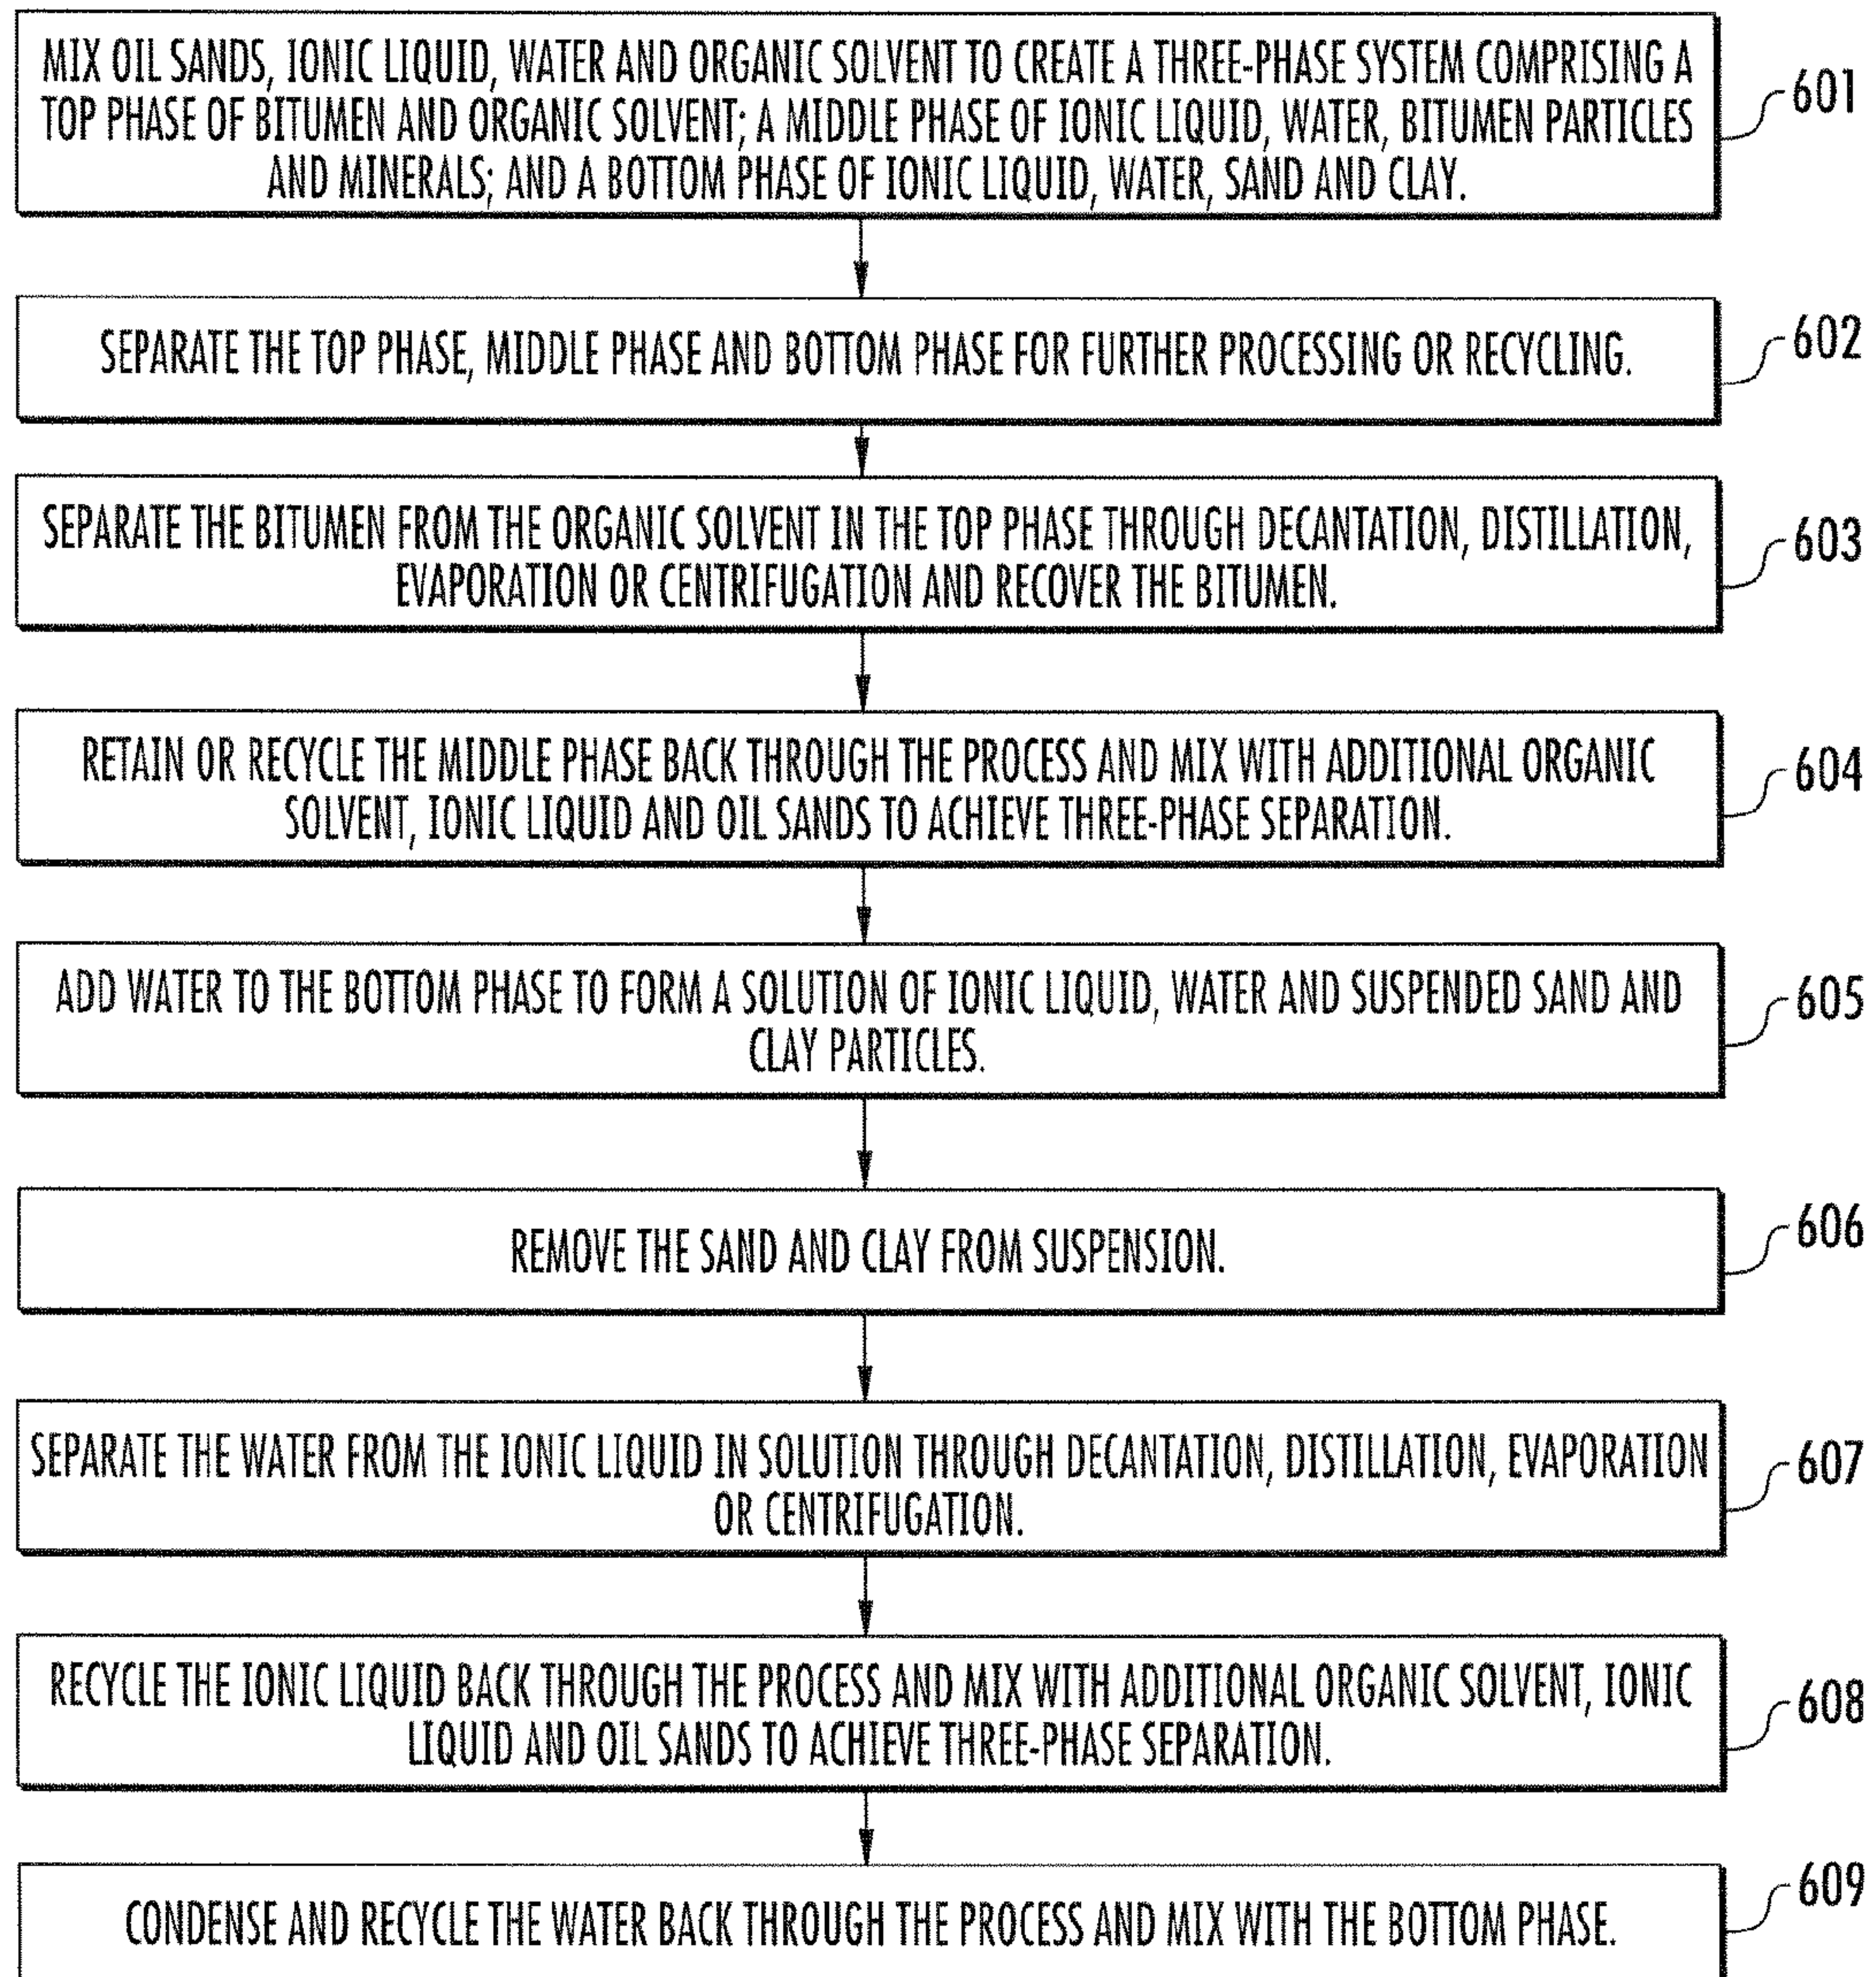 MIX OIL SANDS, IONIC LIQUID, WATER AND ORGANIC SOLVENT TO CREATE A THREE-PHASE SYSTEM COMPRISING A
TOP PHASE OF BITUMEN AND ORGANIC SOLVENT; A MIDDLE PHASE OF IONIC LIQUID, WATER, BITUMEN PARTICLES
AND MINERALS; AND A BOTTOM PHASE OF IONIC LIQUID, WATER, SAND AND CLAY.
601
SEPARATE THE TOP PHASE, MIDDLE PHASE AND BOTTOM PHASE FOR FURTHER PROCESSING OR RECYCLING.
602
SEPARATE THE BITUMEN FROM THE ORGANIC SOLVENT IN THE TOP PHASE THROUGH DECANTATION, DISTILLATION,
EVAPORATION OR CENTRIFUGATION AND RECOVER THE BITUMEN.
603
RETAIN OR RECYCLE THE MIDDLE PHASE BACK THROUGH THE PROCESS AND MIX WITH ADDITIONAL ORGANIC
SOLVENT, IONIC LIQUID AND OIL SANDS TO ACHIEVE THREE-PHASE SEPARATION.
604
ADD WATER TO THE BOTTOM PHASE TO FORM A SOLUTION OF IONIC LIQUID, WATER AND SUSPENDED SAND AND
CLAY PARTICLES.
605
REMOVE THE SAND AND CLAY FROM SUSPENSION.
606
SEPARATE THE WATER FROM THE IONIC LIQUID IN SOLUTION THROUGH DECANTATION, DISTILLATION, EVAPORATION
OR CENTRIFUGATION.
607
RECYCLE THE IONIC LIQUID BACK THROUGH THE PROCESS AND MIX WITH ADDITIONAL ORGANIC SOLVENT, IONIC
LIQUID AND OIL SANDS TO ACHIEVE THREE-PHASE SEPARATION.
608
CONDENSE AND RECYCLE THE WATER BACK THROUGH THE PROCESS AND MIX WITH THE BOTTOM PHASE.
609